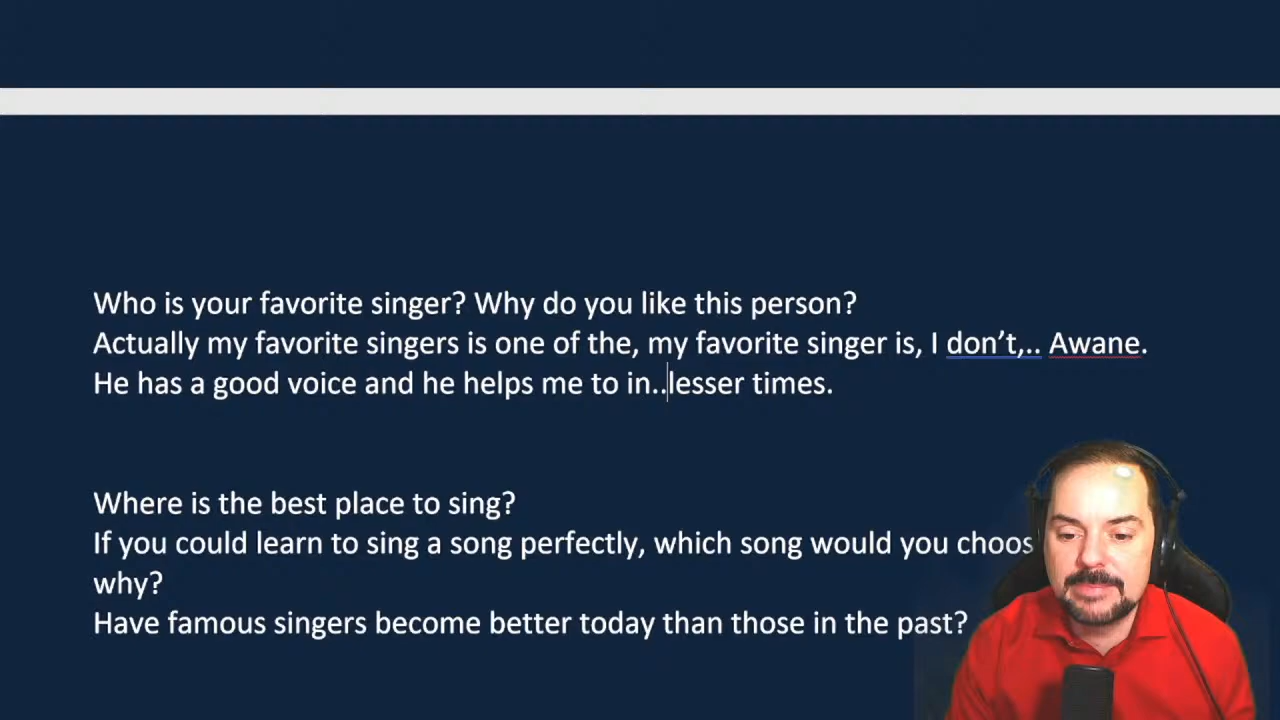 Who is your favorite singer? Why do you like this person?
Actually my favorite singers is one of the, my favorite singer is, I don’t,.. Awane.
He has a good voice and he helps me to in..lesser times.
Where is the best place to sing?
If you could learn to sing a song perfectly, which song would you choos
why?
Have famous singers become better today than those in the past?